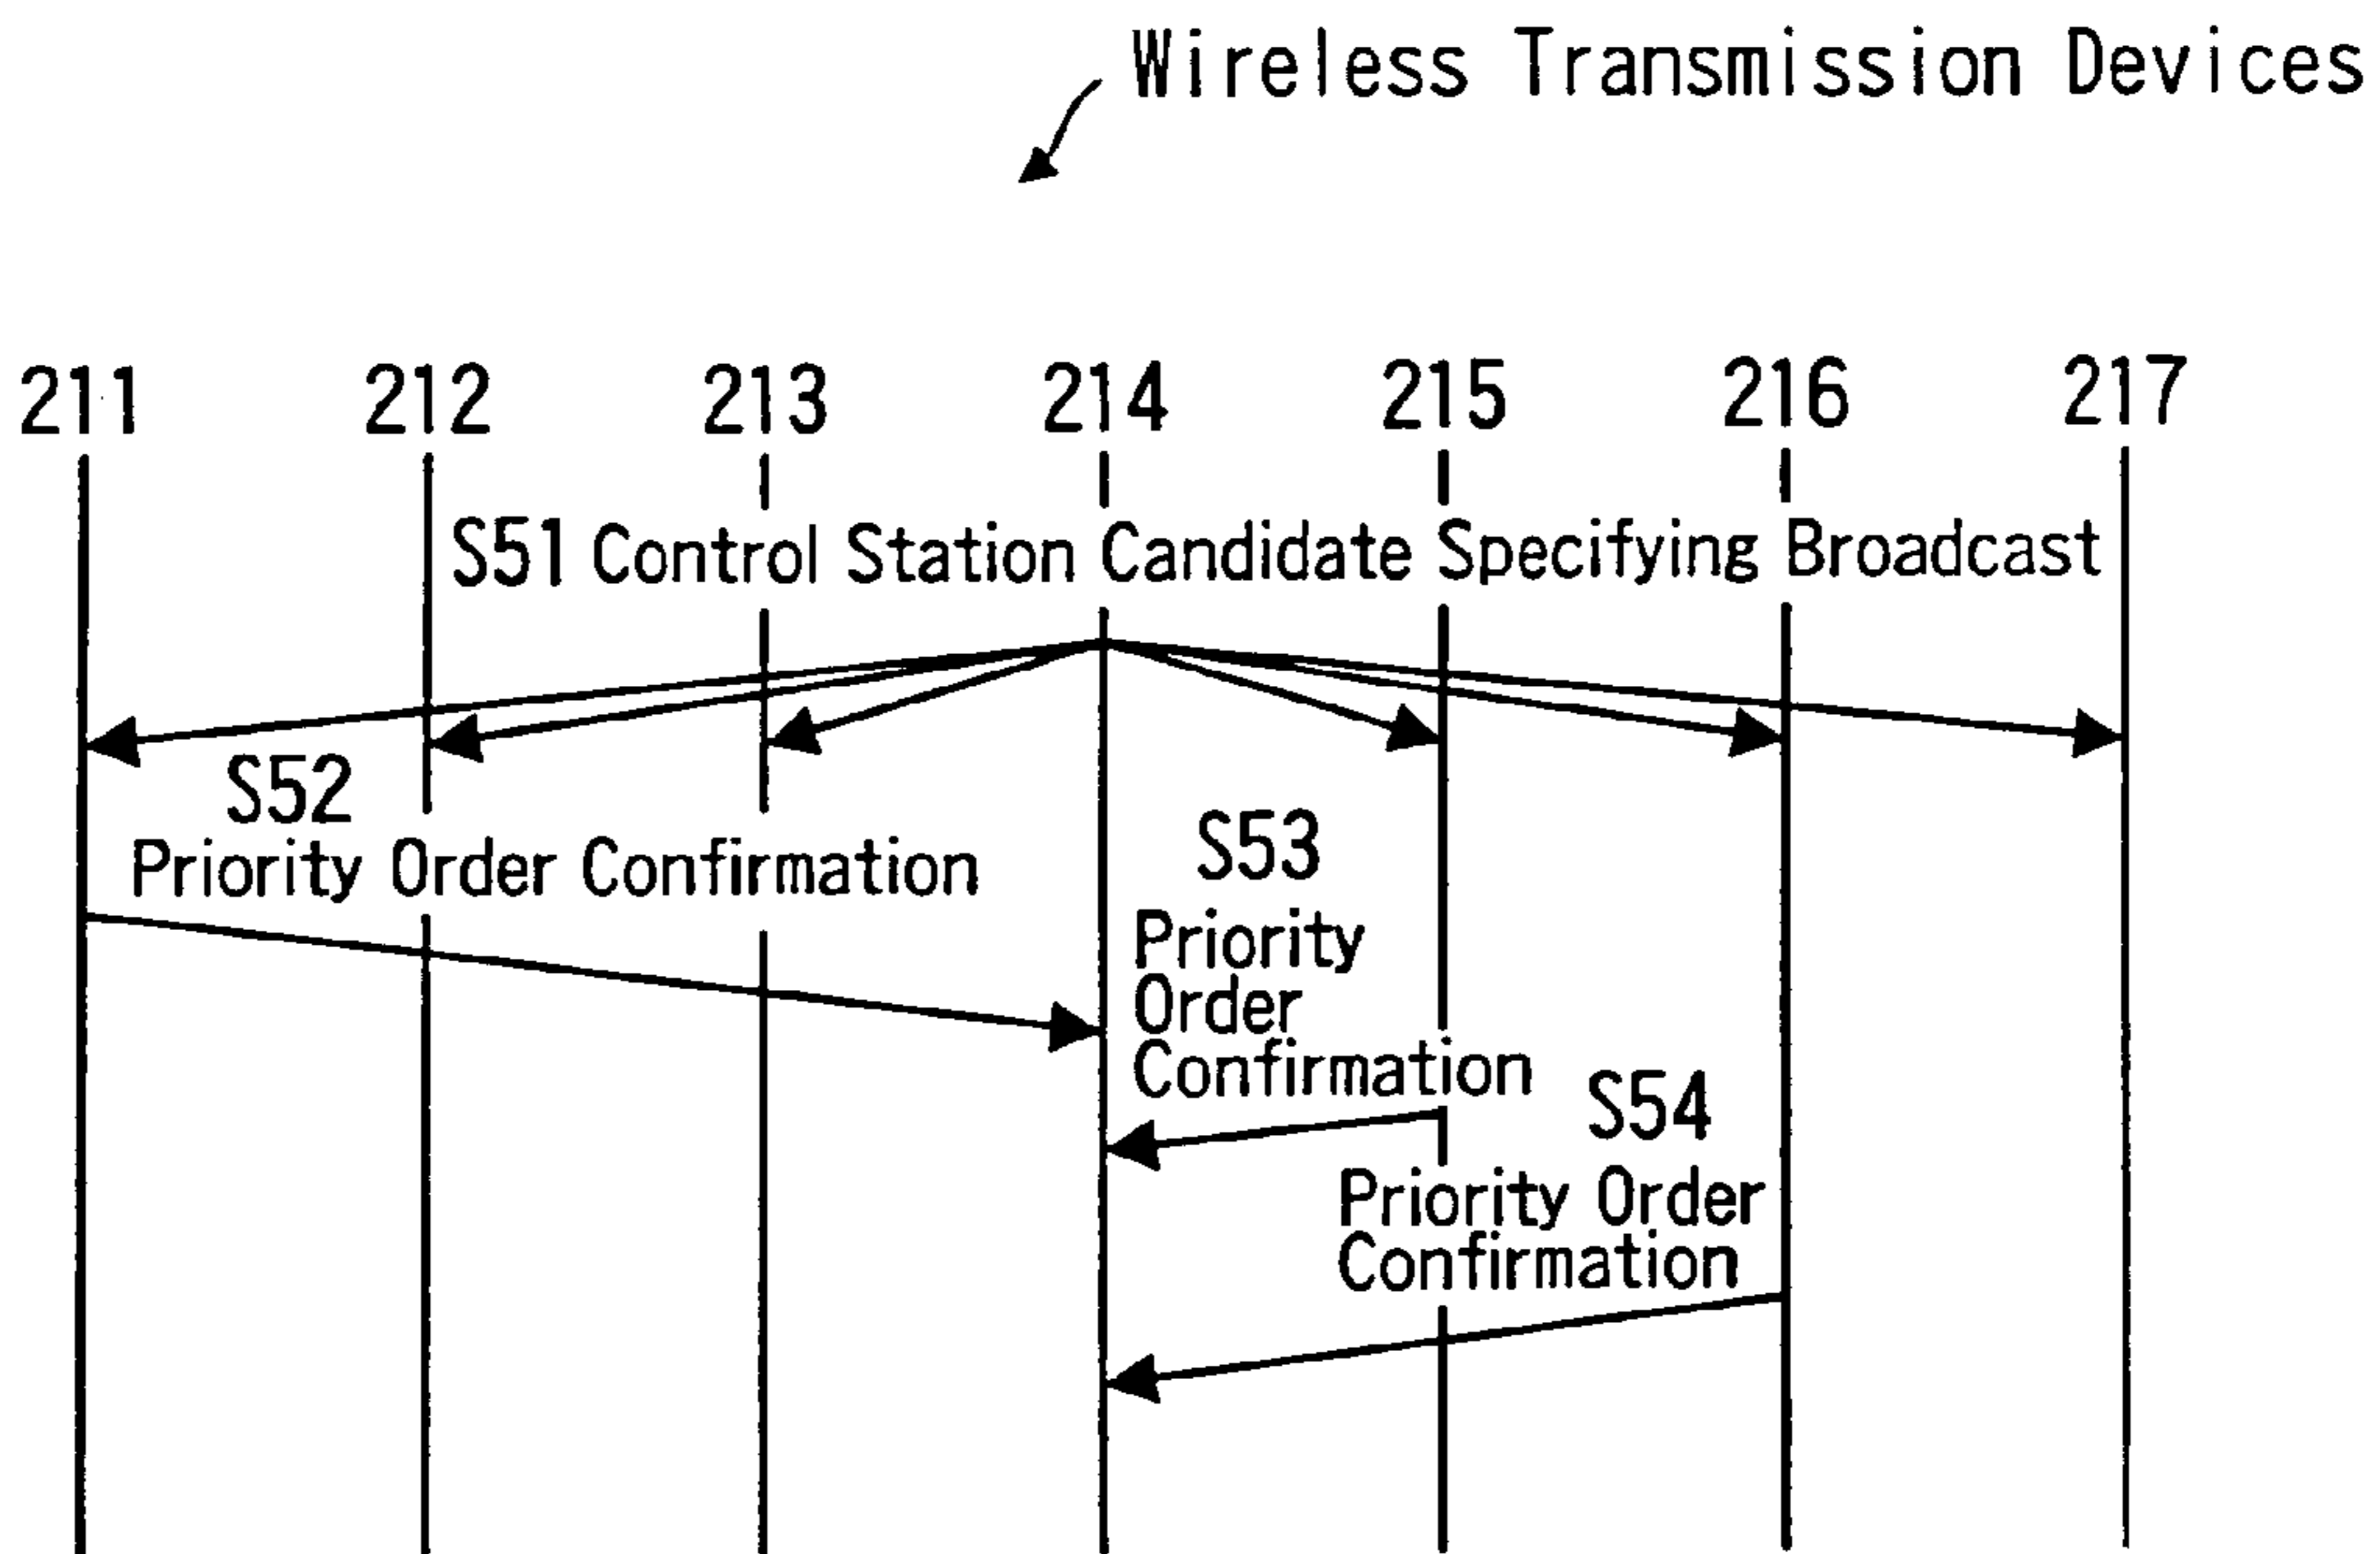 Wireless Transmission Devices
211 212 213 214 215 216 217
S51 Control Station Candidate Specifying Broadcast
S52
Priority Order Confirmation
S53
Priority
Order
Confirmation
S54
Priority Order
Confirmation